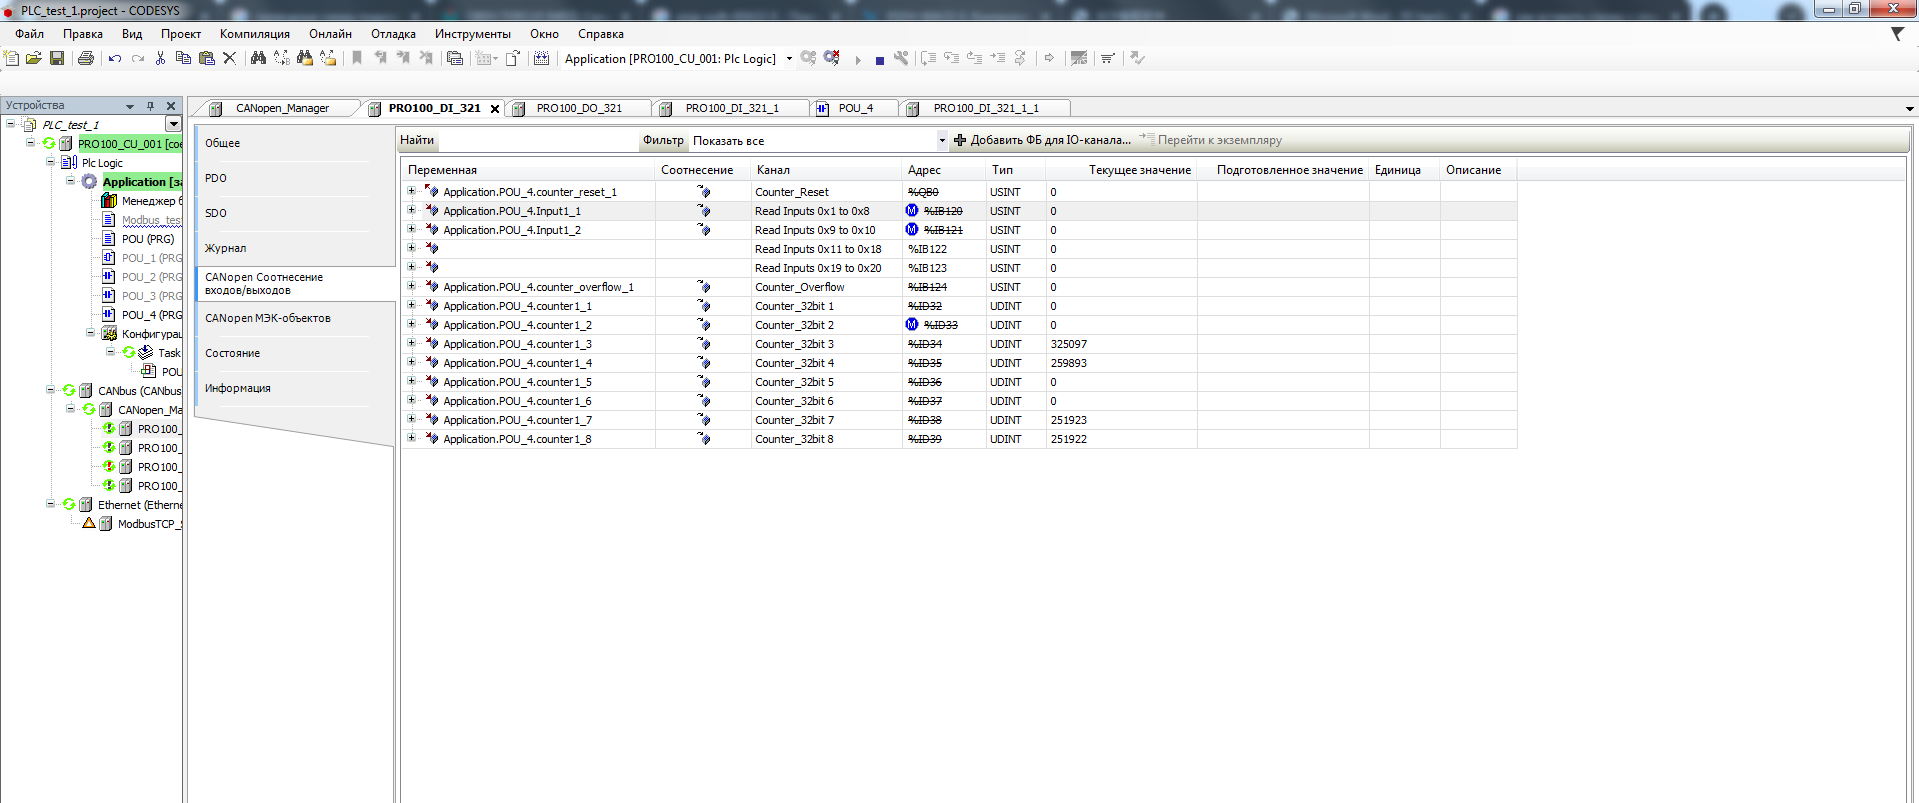 PLC_test_1.project - CODESYS
Файл Правка Вид Проект Компиляция Онлайн Отладка Инструменты Окно Справка
Application [PRO100_CU_001: Plc Logic]
Устройства
PLC_test_1
PRO100_CU_001 [сое
Plc Logic
Application [за
Менеджер б
Modbus_test
POU (PRG)
POU_1 (PRG
POU_2 (PRG
POU_3 (PRG
POU_4 (PRG
Конфигурац
Task
POU
CANbus (CANbus
CANopen_Ma
PRO100_
PRO100_
PRO100_
PRO100_
Ethernet (Etherne
ModbusTCP_S
CANopen_Manager PRO100_DI_321 PRO100_DO_321 PRO100_DI_321_1 POU_4 PRO100_DI_321_1_1
Общее
PDO
SDO
Журнал
CANopen Соотнесение
входов/выходов
CANopen МЭК-объектов
Состояние
Информация
Найти Фильтр Показать все Добавить ФБ для IO-канала... Перейти к экземпляру
Переменная Соотнесение Канал Адрес Тип Текущее значение Подготовленное значение Единица Описание
Application.POU_4.counter_reset_1 Counter_Reset %QB0 USINT 0
Application.POU_4.Input1_1 Read Inputs 0x1 to 0x8 M %IB120 USINT 0
Application.POU_4.Input1_2 Read Inputs 0x9 to 0x10 M %IB121 USINT 0
Read Inputs 0x11 to 0x18 %IB122 USINT 0
Read Inputs 0x19 to 0x20 %IB123 USINT 0
Application.POU_4.counter_overflow_1 Counter_Overflow %IB124 USINT 0
Application.POU_4.counter1_1 Counter_32bit 1 %ID32 UDINT 0
Application.POU_4.counter1_2 Counter_32bit 2 M %ID33 UDINT 0
Application.POU_4.counter1_3 Counter_32bit 3 %ID34 UDINT 325097
Application.POU_4.counter1_4 Counter_32bit 4 %ID35 UDINT 259893
Application.POU_4.counter1_5 Counter_32bit 5 %ID36 UDINT 0
Application.POU_4.counter1_6 Counter_32bit 6 %ID37 UDINT 0
Application.POU_4.counter1_7 Counter_32bit 7 %ID38 UDINT 251923
Application.POU_4.counter1_8 Counter_32bit 8 %ID39 UDINT 251922